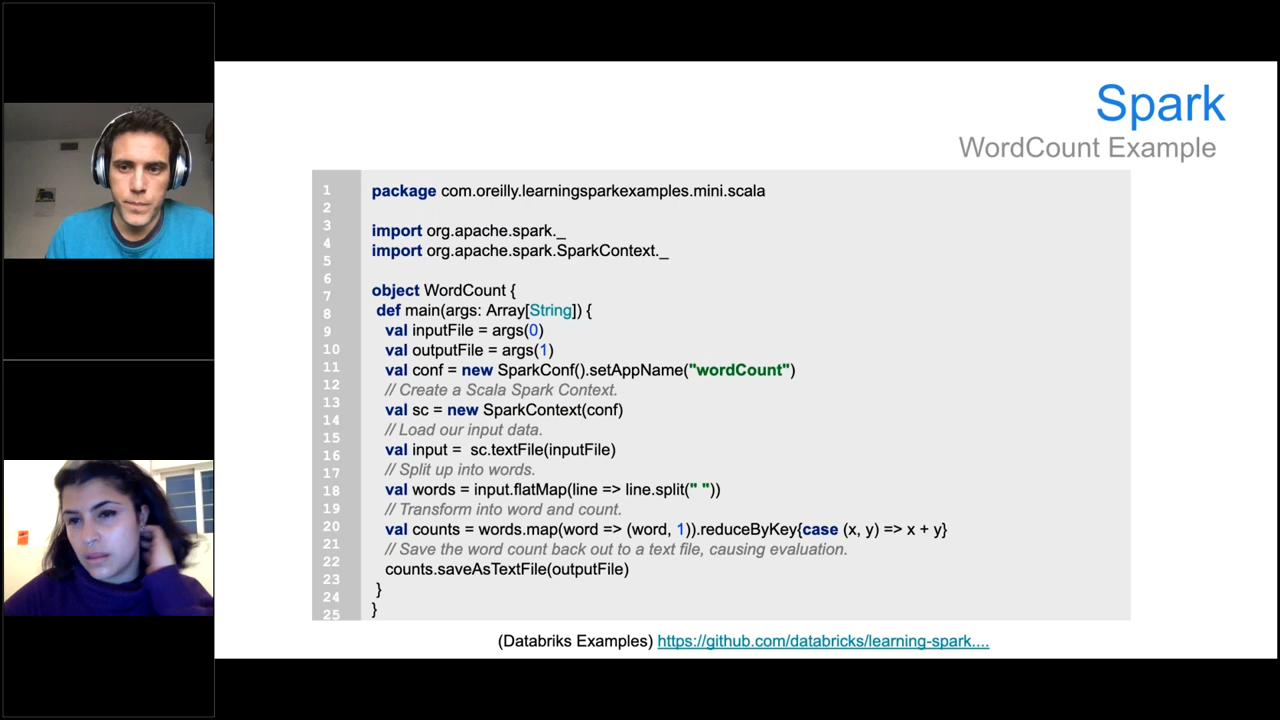 Spark
WordCount Example
1
2
3
4
5
6
7
8
9
10
11
12
13
14
15
16
17
18
19
20
21
22
23
24
25
package com.oreilly.learningsparkexamples.mini.scala
import org.apache.spark._
import org.apache.spark.SparkContext._
object WordCount {
def main(args: Array[String]) {
val inputFile = args(0)
val outputFile = args(1)
val conf = new SparkConf().setAppName("wordCount")
// Create a Scala Spark Context.
val sc = new SparkContext(conf)
// Load our input data.
val input =  sc.textFile(inputFile)
// Split up into words.
val words = input.flatMap(line => line.split(" "))
// Transform into word and count.
val counts = words.map(word => (word, 1)).reduceByKey{case (x, y) => x + y}
// Save the word count back out to a text file, causing evaluation.
counts.saveAsTextFile(outputFile)
}
}
(Databriks Examples) https://github.com/databricks/learning-spark....